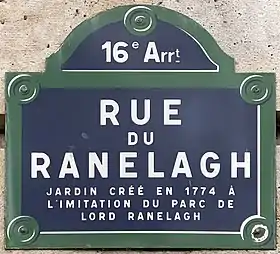 16e Arrt
RUE
DU
RANELAGH
JARDIN CRÉÉ EN 1774 À
L'IMITATION DU PARC DE
LORD RANELAGH